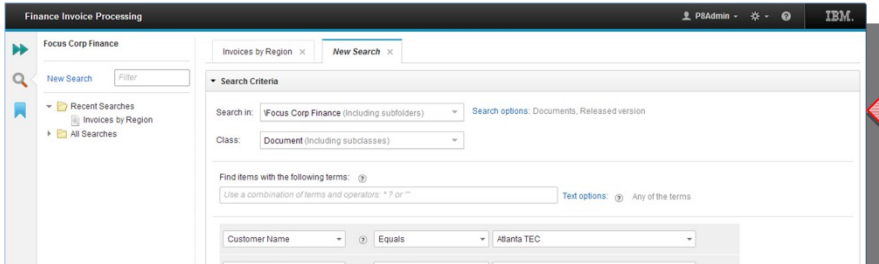 Finance Invoice Processing
P8Admin
IBM.
Focus Corp Finance
New Search
Filter
Recent Searches
Invoices by Region
All Searches
Invoices by Region ×
New Search ×
Search Criteria
Search in: \Focus Corp Finance (Including subfolders)
Search options: Documents, Released version
Class: Document (Including subclasses)
Find items with the following terms: ?
Use a combination of terms and operators: * ? or ""
Text options: ? Any of the terms
Customer Name ? Equals Atlanta TEC